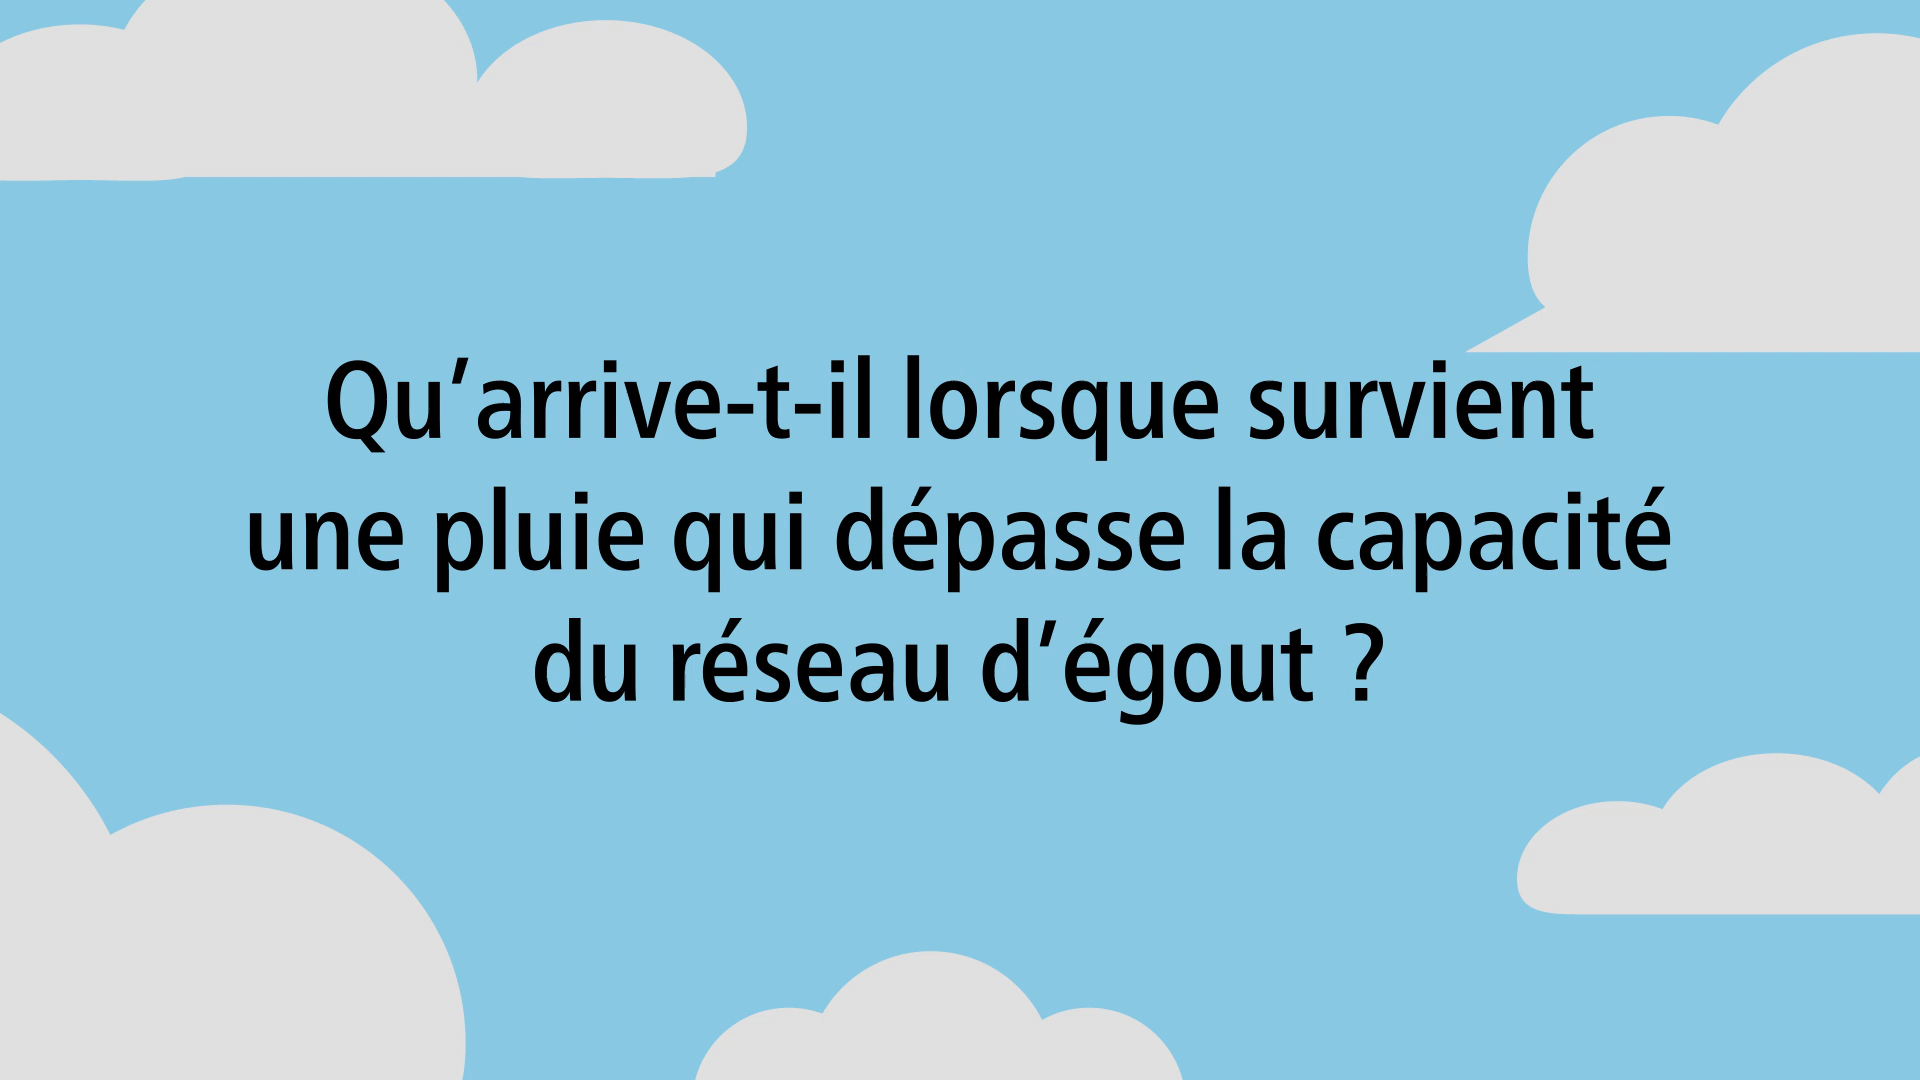 Qu’arrive-t-il lorsque survient
une pluie qui dépasse la capacité
du réseau d’égout ?